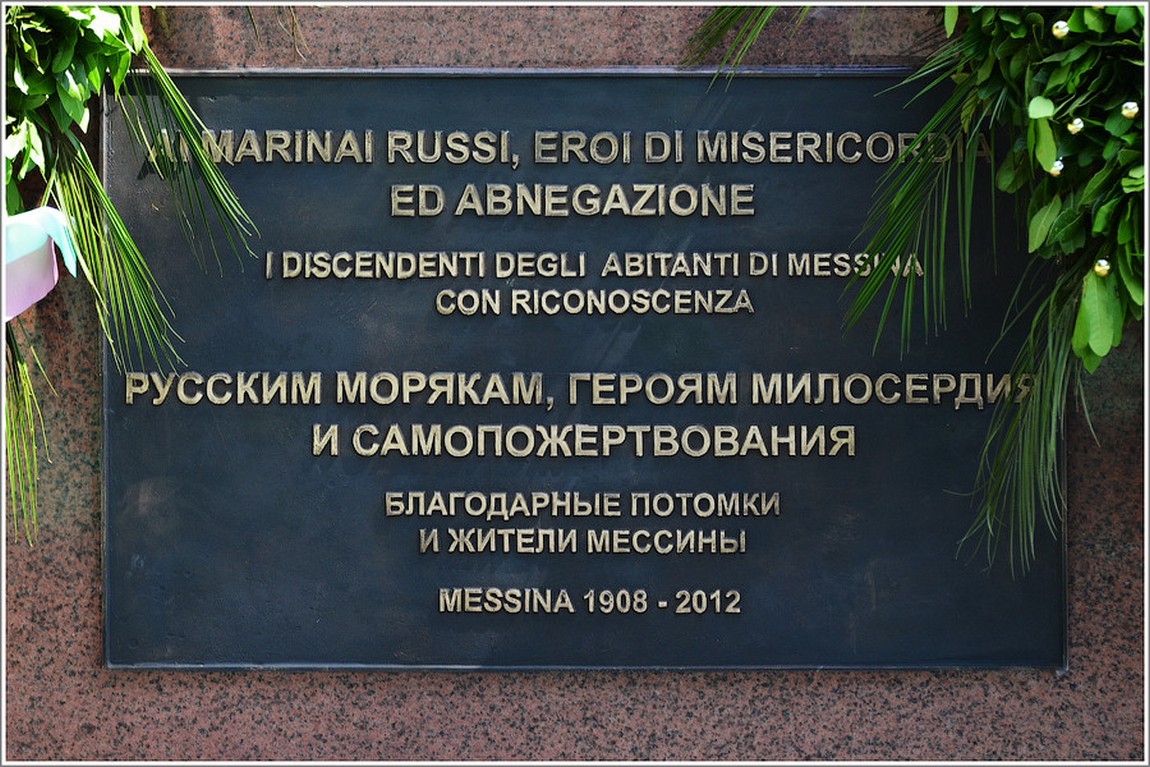 AI MARINAI RUSSI, EROI DI MISERICORDIA
ED ABNEGAZIONE
I DISCENDENTI DEGLI ABITANTI DI MESSINA
CON RICONOSCENZA
РУССКИМ МОРЯКАМ, ГЕРОЯМ МИЛОСЕРДИЯ
И САМОПОЖЕРТВОВАНИЯ
БЛАГОДАРНЫЕ ПОТОМКИ
И ЖИТЕЛИ МЕССИНЫ
MESSINA 1908 - 2012